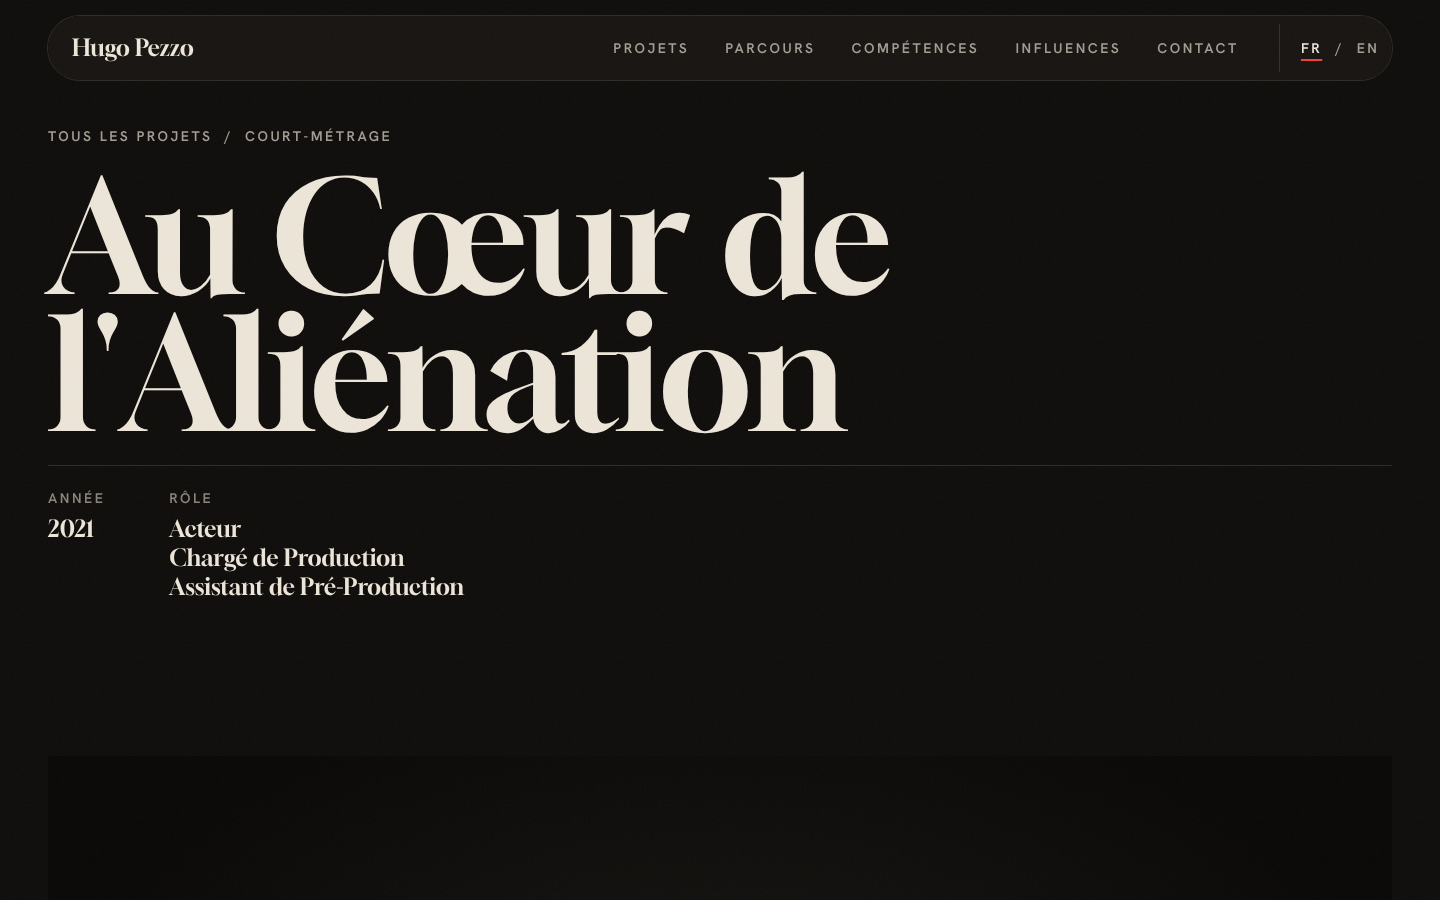 Hugo Pezzo
PROJETS
PARCOURS
COMPÉTENCES
INFLUENCES
CONTACT
FR / EN
TOUS LES PROJETS / COURT-MÉTRAGE
Au Cœur de
l'Aliénation
ANNÉE
2021
RÔLE
Acteur
Chargé de Production
Assistant de Pré-Production